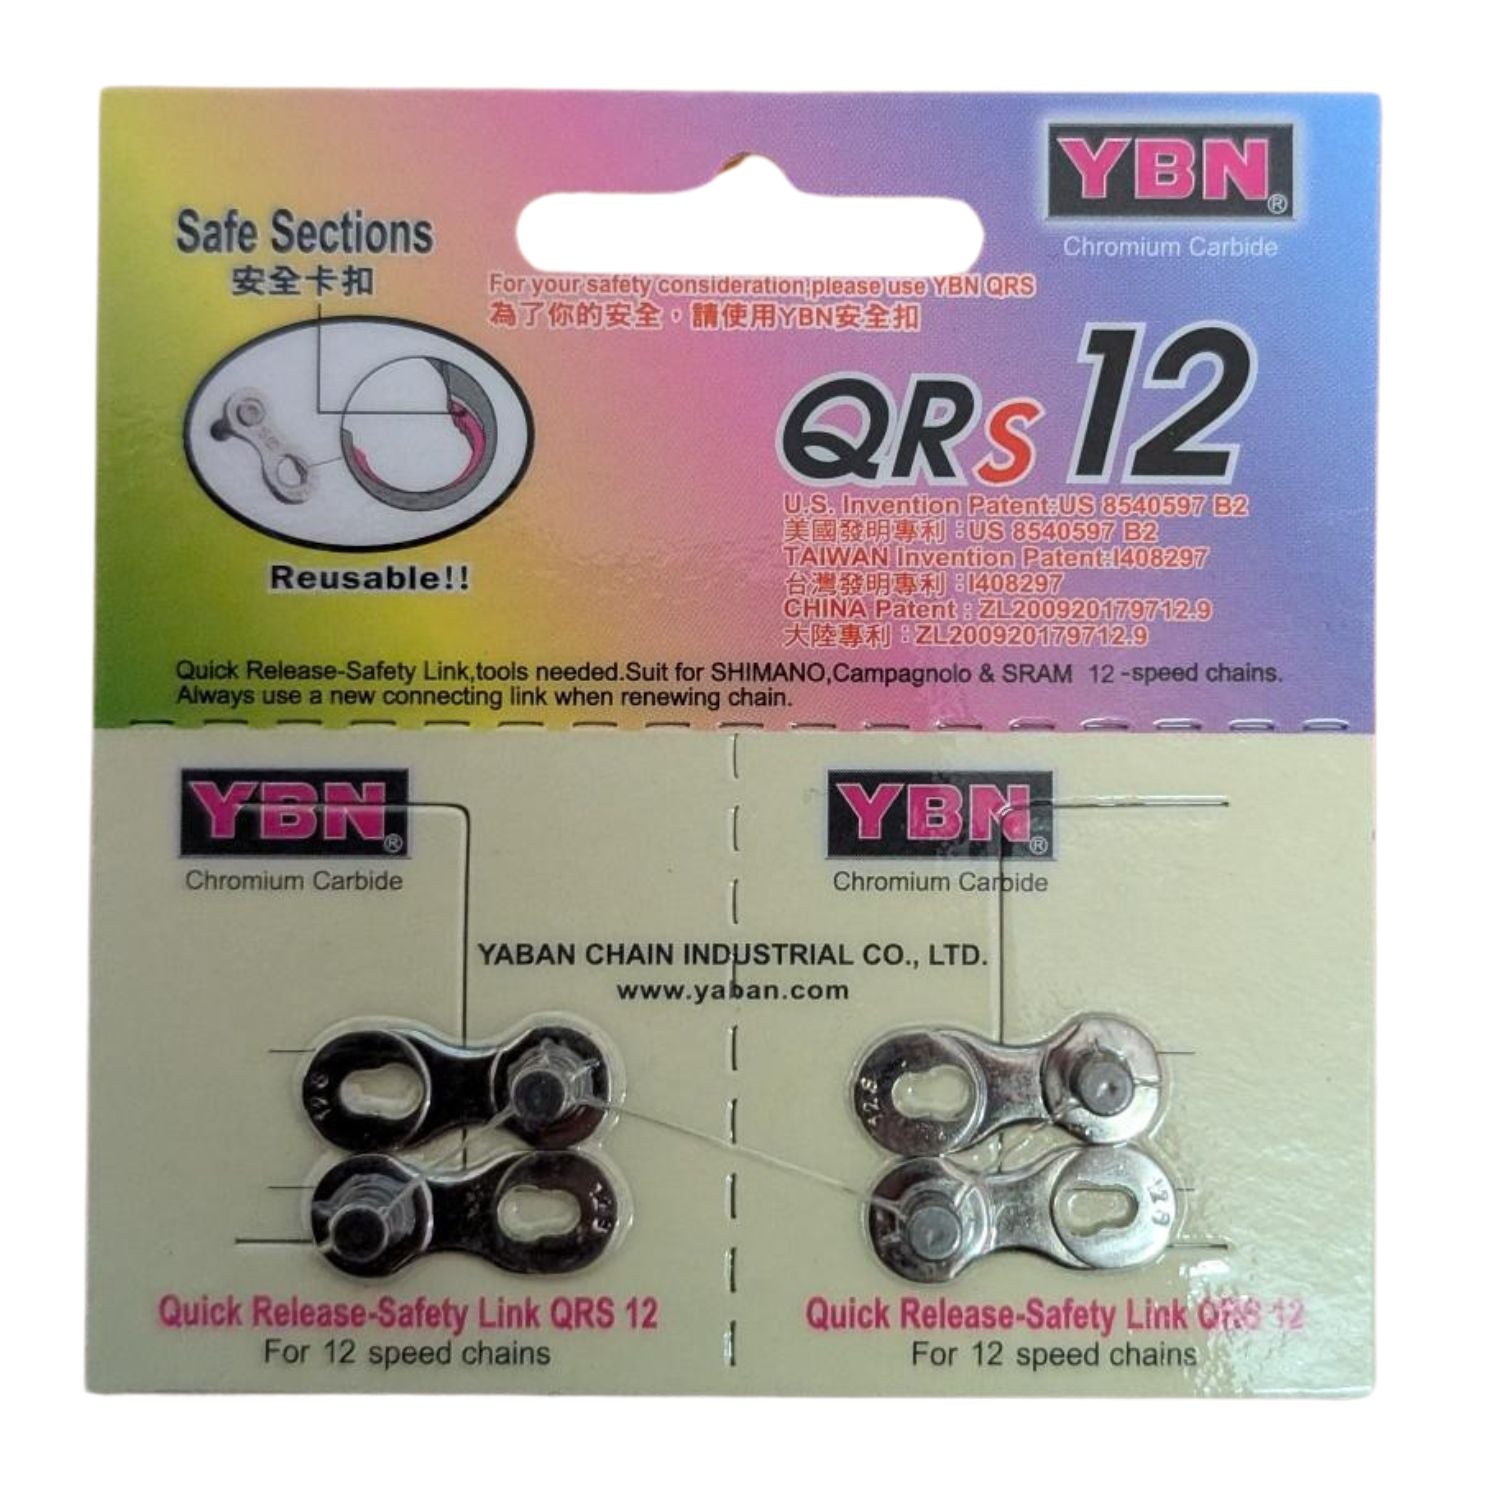 YBN®
Chromium Carbide
Safe Sections
安全卡扣
For your safety consideration,please use YBN QRS
為了你的安全，請使用YBN安全扣
QRS 12
Reusable!!
U.S. Invention Patent:US 8540597 B2
美國發明專利：US 8540597 B2
TAIWAN Invention Patent:I408297
台灣發明專利：I408297
CHINA Patent : ZL200920179712.9
大陸專利：ZL200920179712.9
Quick Release-Safety Link,tools needed.Suit for SHIMANO,Campagnolo & SRAM 12 -speed chains.
Always use a new connecting link when renewing chain.
YBN®
Chromium Carbide
YBN®
Chromium Carbide
YABAN CHAIN INDUSTRIAL CO., LTD.
www.yaban.com
Quick Release-Safety Link QRS 12
For 12 speed chains
Quick Release-Safety Link QRS 12
For 12 speed chains